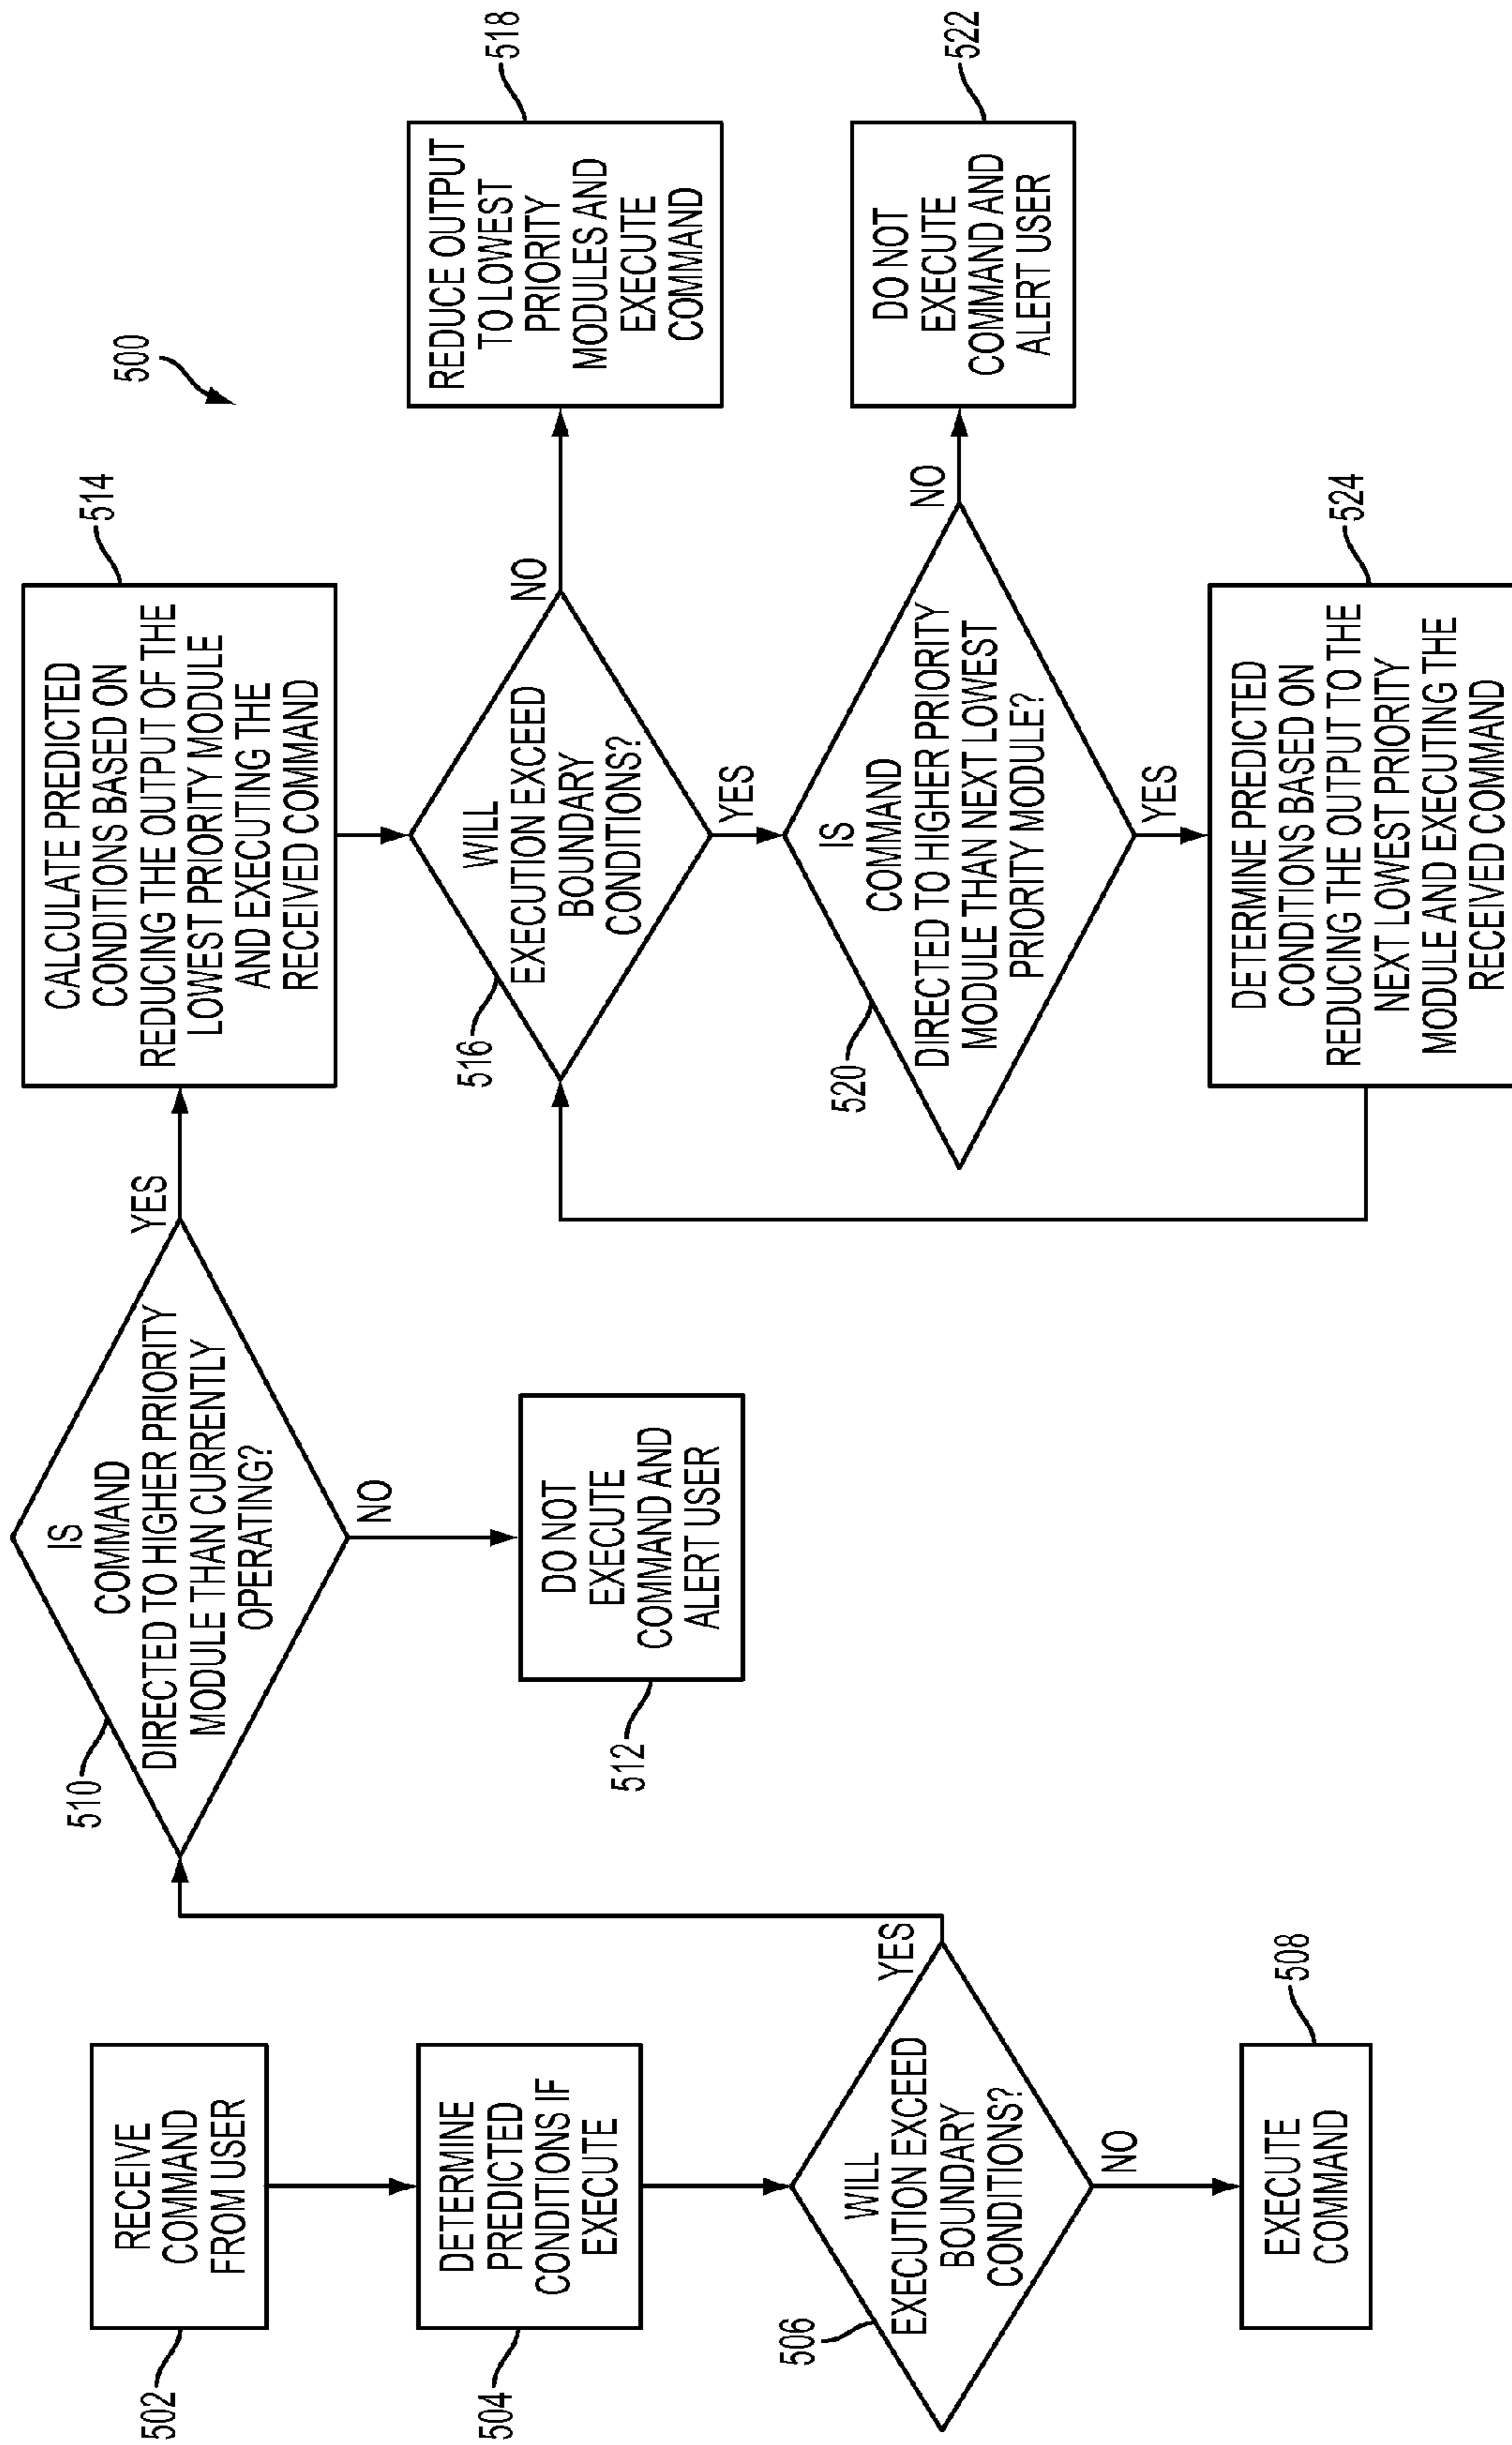 500
502
RECEIVE
COMMAND
FROM USER
504
DETERMINE
PREDICTED
CONDITIONS IF
EXECUTE
506
WILL
EXECUTION EXCEED
BOUNDARY
CONDITIONS?
YES
NO
508
EXECUTE
COMMAND
510
IS
COMMAND
DIRECTED TO HIGHER PRIORITY
MODULE THAN CURRENTLY
OPERATING?
YES
NO
512
DO NOT
EXECUTE
COMMAND AND
ALERT USER
514
CALCULATE PREDICTED
CONDITIONS BASED ON
REDUCING THE OUTPUT OF THE
LOWEST PRIORITY MODULE
AND EXECUTING THE
RECEIVED COMMAND
516
WILL
EXECUTION EXCEED
BOUNDARY
CONDITIONS?
NO
YES
518
REDUCE OUTPUT
TO LOWEST
PRIORITY
MODULES AND
EXECUTE
COMMAND
520
IS
COMMAND
DIRECTED TO HIGHER PRIORITY
MODULE THAN NEXT LOWEST
PRIORITY MODULE?
NO
YES
522
DO NOT
EXECUTE
COMMAND AND
ALERT USER
524
DETERMINE PREDICTED
CONDITIONS BASED ON
REDUCING THE OUTPUT TO THE
NEXT LOWEST PRIORITY
MODULE AND EXECUTING THE
RECEIVED COMMAND